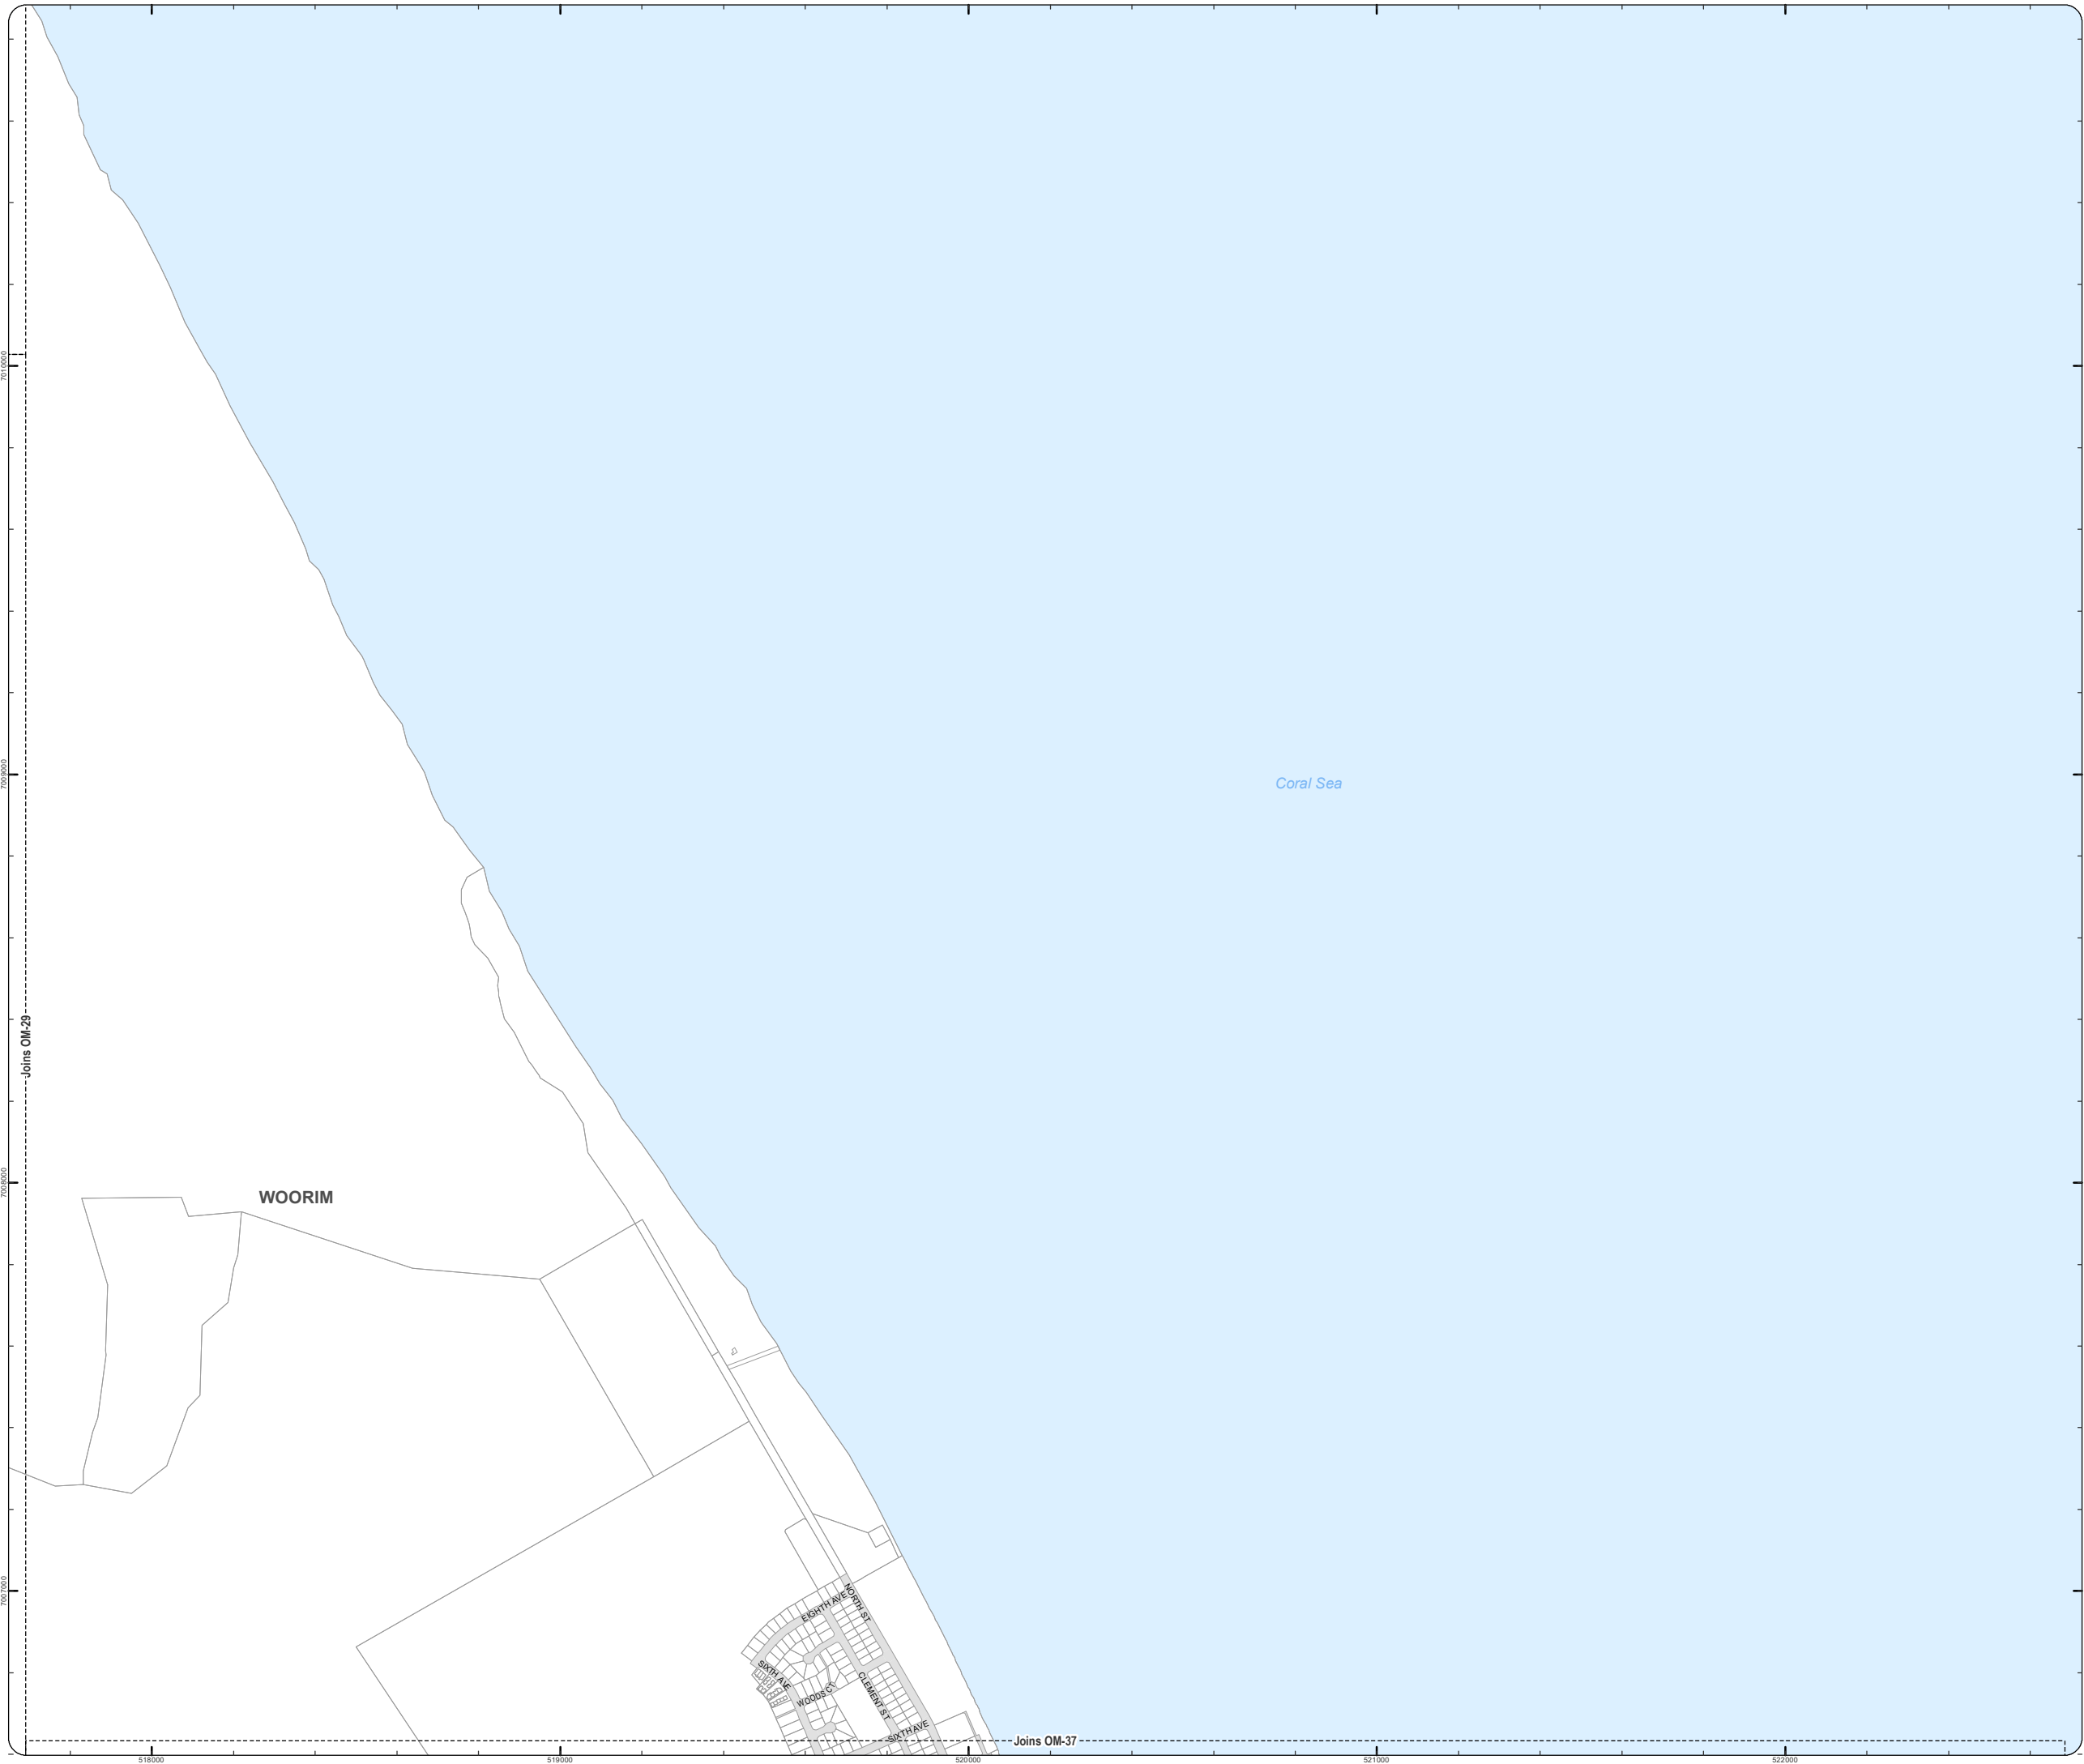 7010000
7009000
Coral Sea
Joins OM-29
7008000
WOORIM
7007000
NORTH ST
EIGHTH AVE
SIXTH AVE
WOODS CT
CLEMENT ST
SIXTH AVE
Joins OM-37
518000
519000
520000
521000
522000